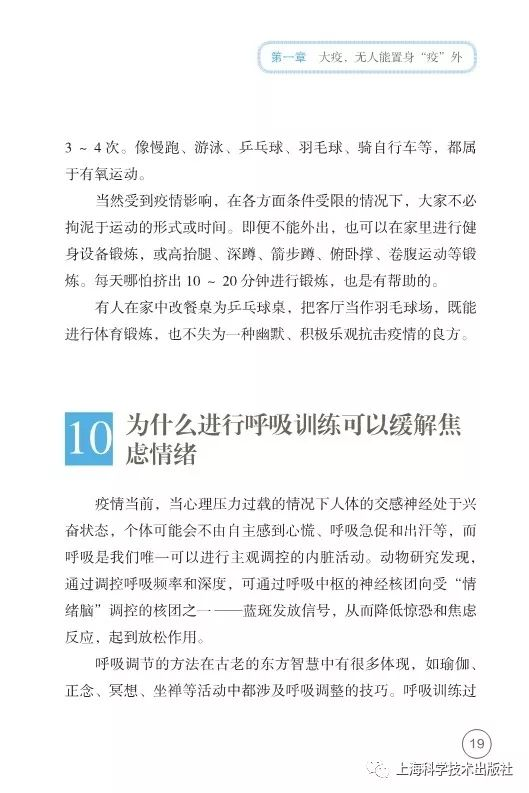 第一章 大疫，无人能置身“疫”外
3 ~ 4 次。像慢跑、游泳、乒乓球、羽毛球、骑自行车等，都属
于有氧运动。
当然受到疫情影响，在各方面条件受限的情况下，大家不必
拘泥于运动的形式或时间。即便不能外出，也可以在家里进行健
身设备锻炼，或高抬腿、深蹲、箭步蹲、俯卧撑、卷腹运动等锻
炼。每天哪怕挤出 10 ~ 20 分钟进行锻炼，也是有帮助的。
有人在家中改餐桌为乒乓球桌，把客厅当作羽毛球场，既能
进行体育锻炼，也不失为一种幽默、积极乐观抗击疫情的良方。
10 为什么进行呼吸训练可以缓解焦
虑情绪
疫情当前，当心理压力过载的情况下人体的交感神经处于兴
奋状态，个体可能会不由自主感到心慌、呼吸急促和出汗等，而
呼吸是我们唯一可以进行主观调控的内脏活动。动物研究发现，
通过调控呼吸频率和深度，可通过呼吸中枢的神经核团向受“情
绪脑”调控的核团之一——蓝斑发放信号，从而降低惊恐和焦虑
反应，起到放松作用。
呼吸调节的方法在古老的东方智慧中有很多体现，如瑜伽、
正念、冥想、坐禅等活动中都涉及呼吸调整的技巧。呼吸训练过
19
上海科学技术出版社